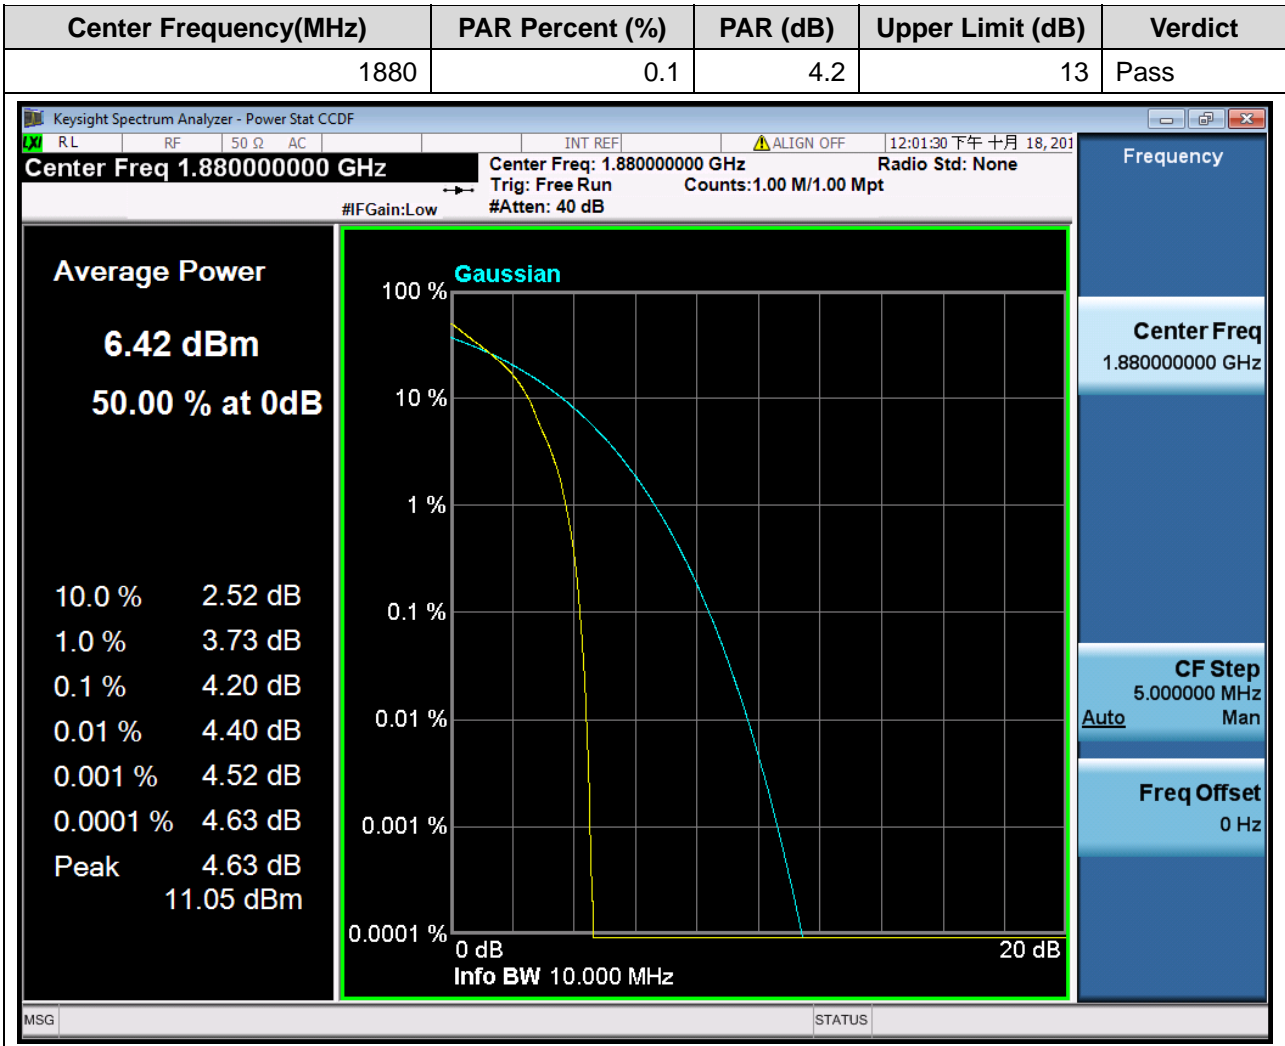 Center Frequency(MHz) PAR Percent (%) PAR (dB) Upper Limit (dB) Verdict
1880 0.1 4.2 13 Pass
Keysight Spectrum Analyzer - Power Stat CCDF
LXI RL RF 50 Ω AC INT REF ALIGN OFF 12:01:30 下午 十月 18, 201
Center Freq 1.880000000 GHz
Center Freq: 1.880000000 GHz Radio Std: None
Trig: Free Run Counts:1.00 M/1.00 Mpt
#IFGain:Low #Atten: 40 dB
Frequency
Center Freq
1.880000000 GHz
CF Step
5.000000 MHz
Auto Man
Freq Offset
0 Hz
Average Power
6.42 dBm
50.00 % at 0dB
10.0 % 2.52 dB
1.0 % 3.73 dB
0.1 % 4.20 dB
0.01 % 4.40 dB
0.001 % 4.52 dB
0.0001 % 4.63 dB
Peak 4.63 dB
11.05 dBm
Gaussian
100 %
10 %
1 %
0.1 %
0.01 %
0.001 %
0.0001 %
0 dB 20 dB
Info BW 10.000 MHz
MSG STATUS